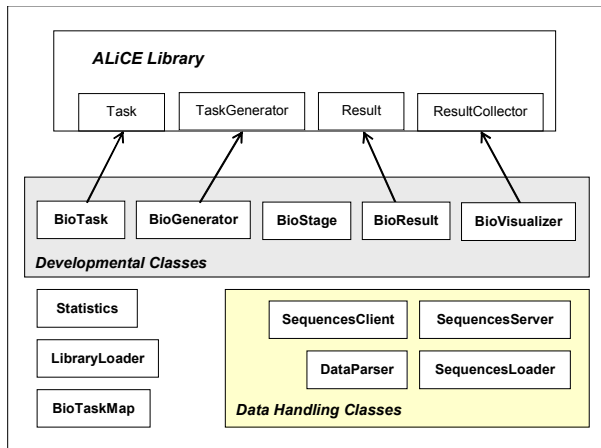 ALiCE Library
Task TaskGenerator Result ResultCollector
BioTask BioGenerator BioStage BioResult BioVisualizer
Developmental Classes
Statistics
LibraryLoader
BioTaskMap
SequencesClient SequencesServer
DataParser SequencesLoader
Data Handling Classes